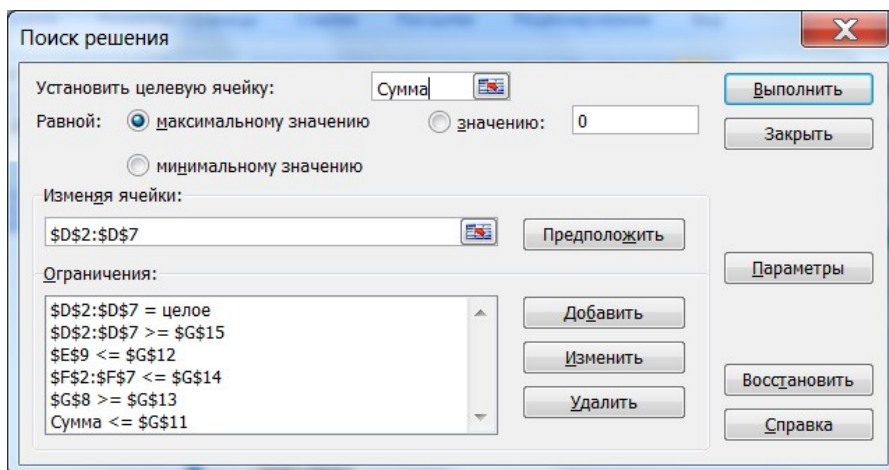 Поиск решения
Установить целевую ячейку: Сумма Выполнить
Равной: максимальному значению значению: 0 Закрыть
минимальному значению
Изменяя ячейки:
$D$2:$D$7 Предположить
Ограничения: Параметры
$D$2:$D$7 = целое Добавить
$D$2:$D$7 >= $G$15
$E$9 <= $G$12 Изменить
$F$2:$F$7 <= $G$14 Восстановить
$G$8 >= $G$13 Удалить
Сумма <= $G$11 Справка